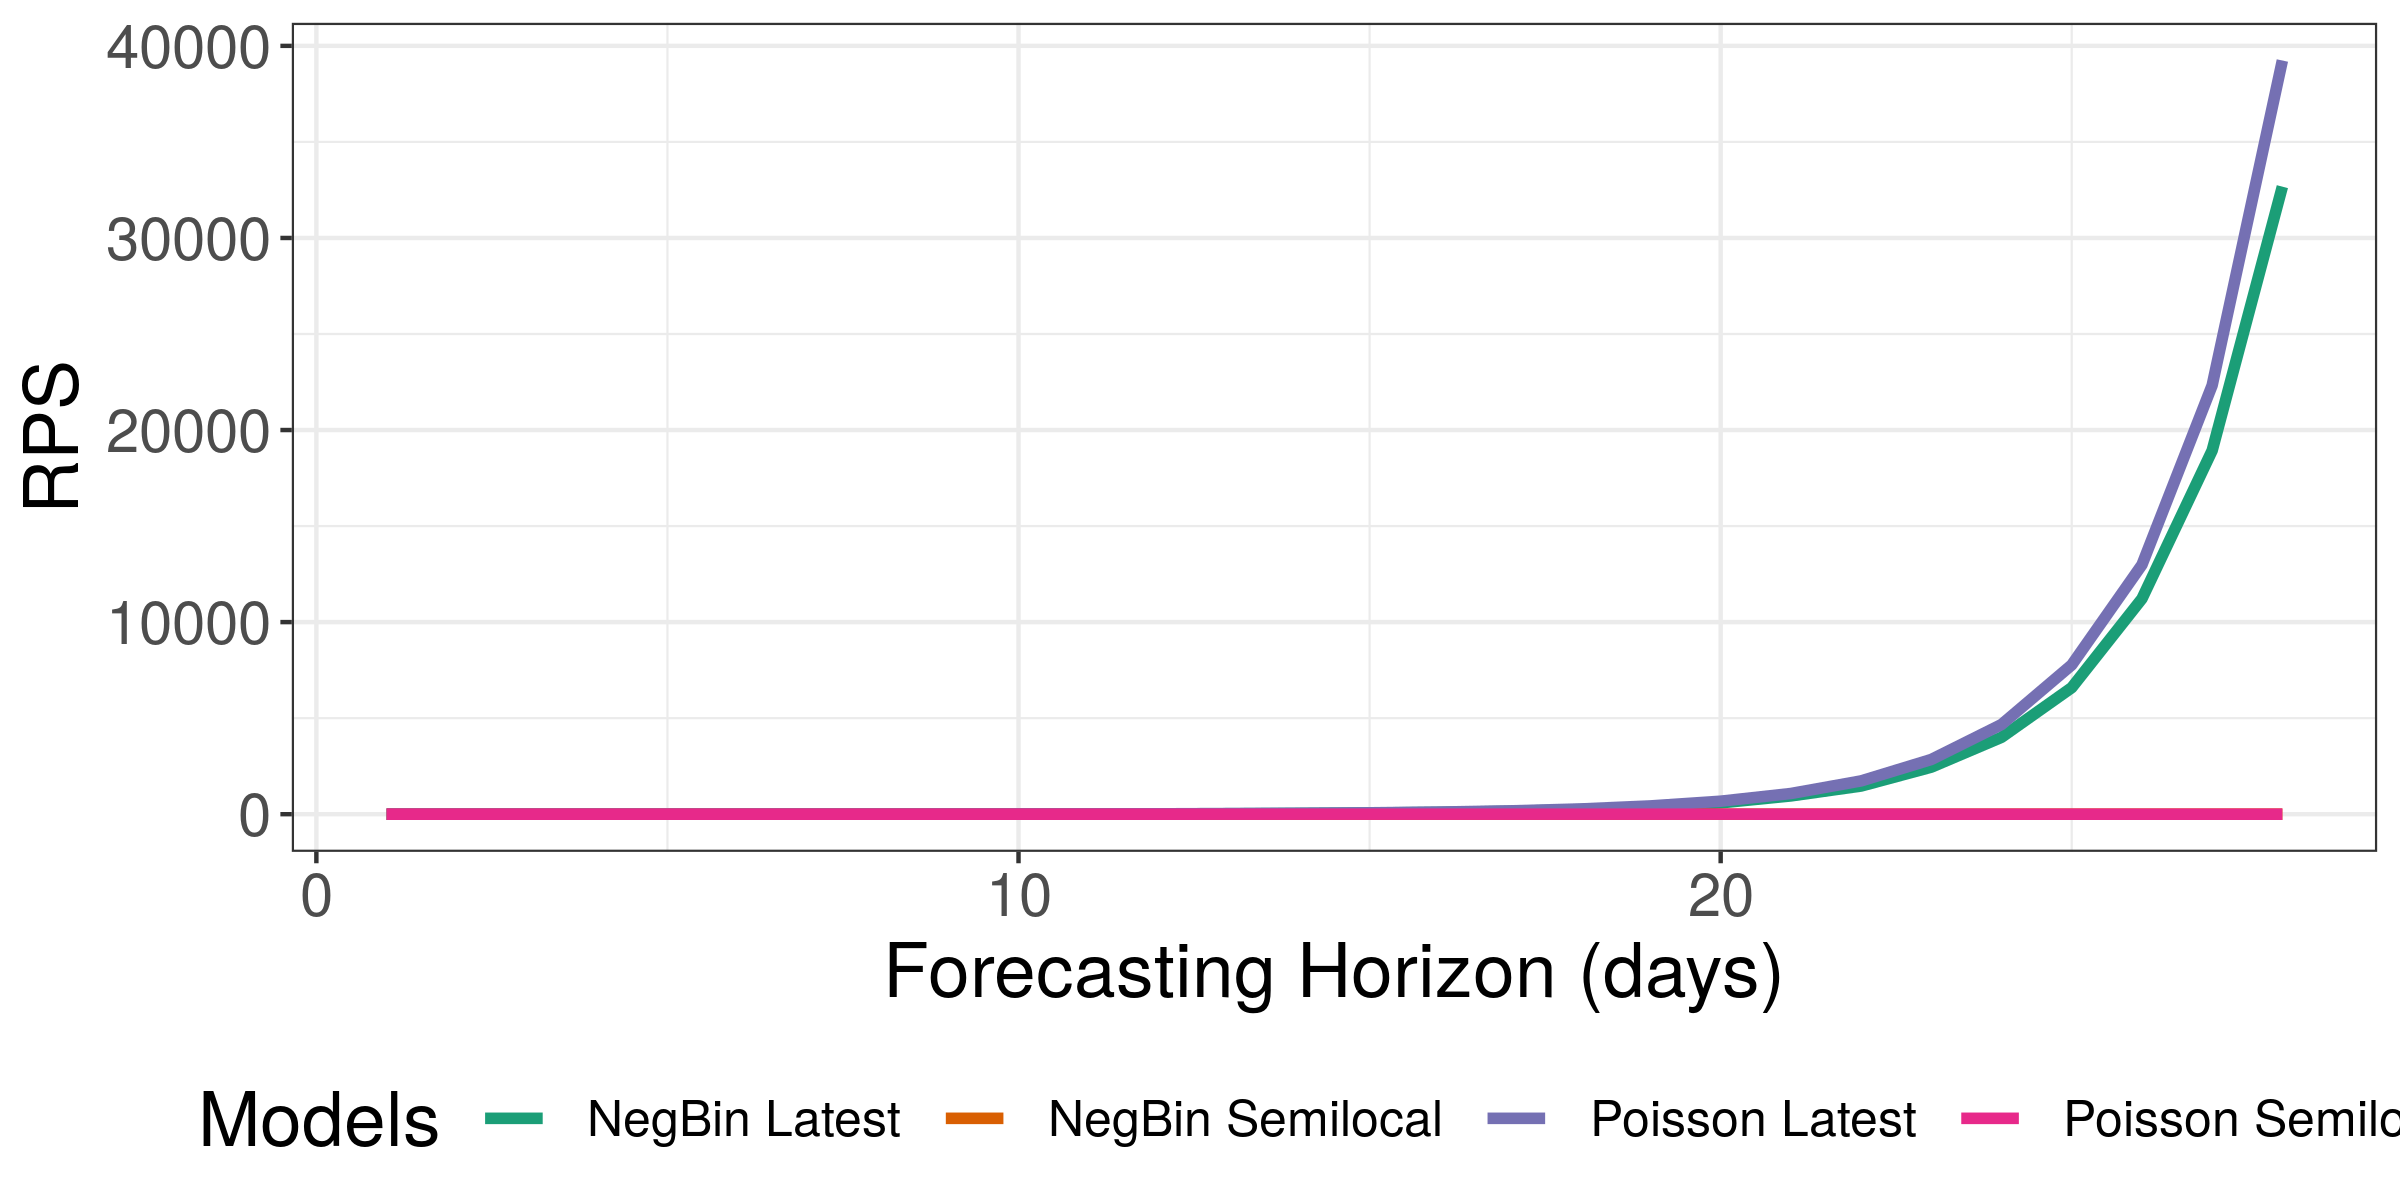 40000
30000
20000
10000
0
RPS
0 10 20
Forecasting Horizon (days)
Models NegBin Latest NegBin Semilocal Poisson Latest Poisson